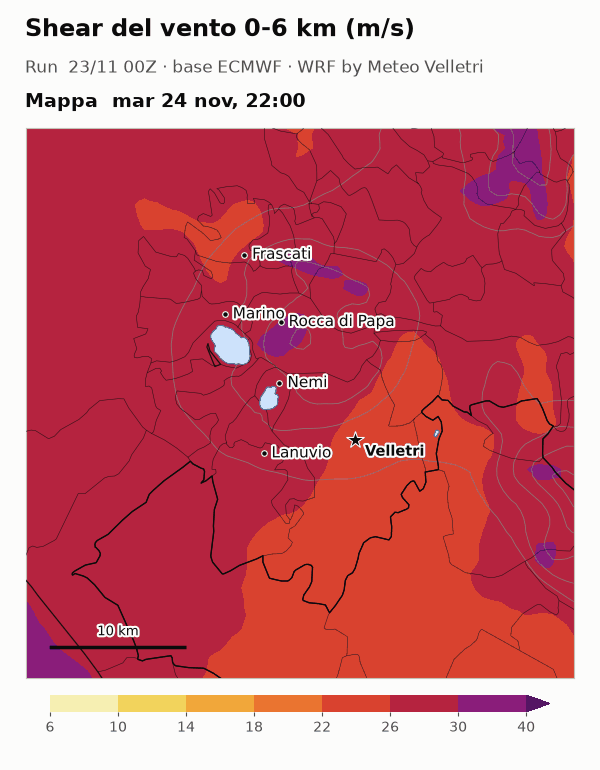 Shear del vento 0-6 km (m/s)
Run  23/11 00Z · base ECMWF · WRF by Meteo Velletri
Mappa  mar 24 nov, 22:00
Frascati
Marino
Rocca di Papa
Nemi
Velletri
Lanuvio
10 km
6 10 14 18 22 26 30 40